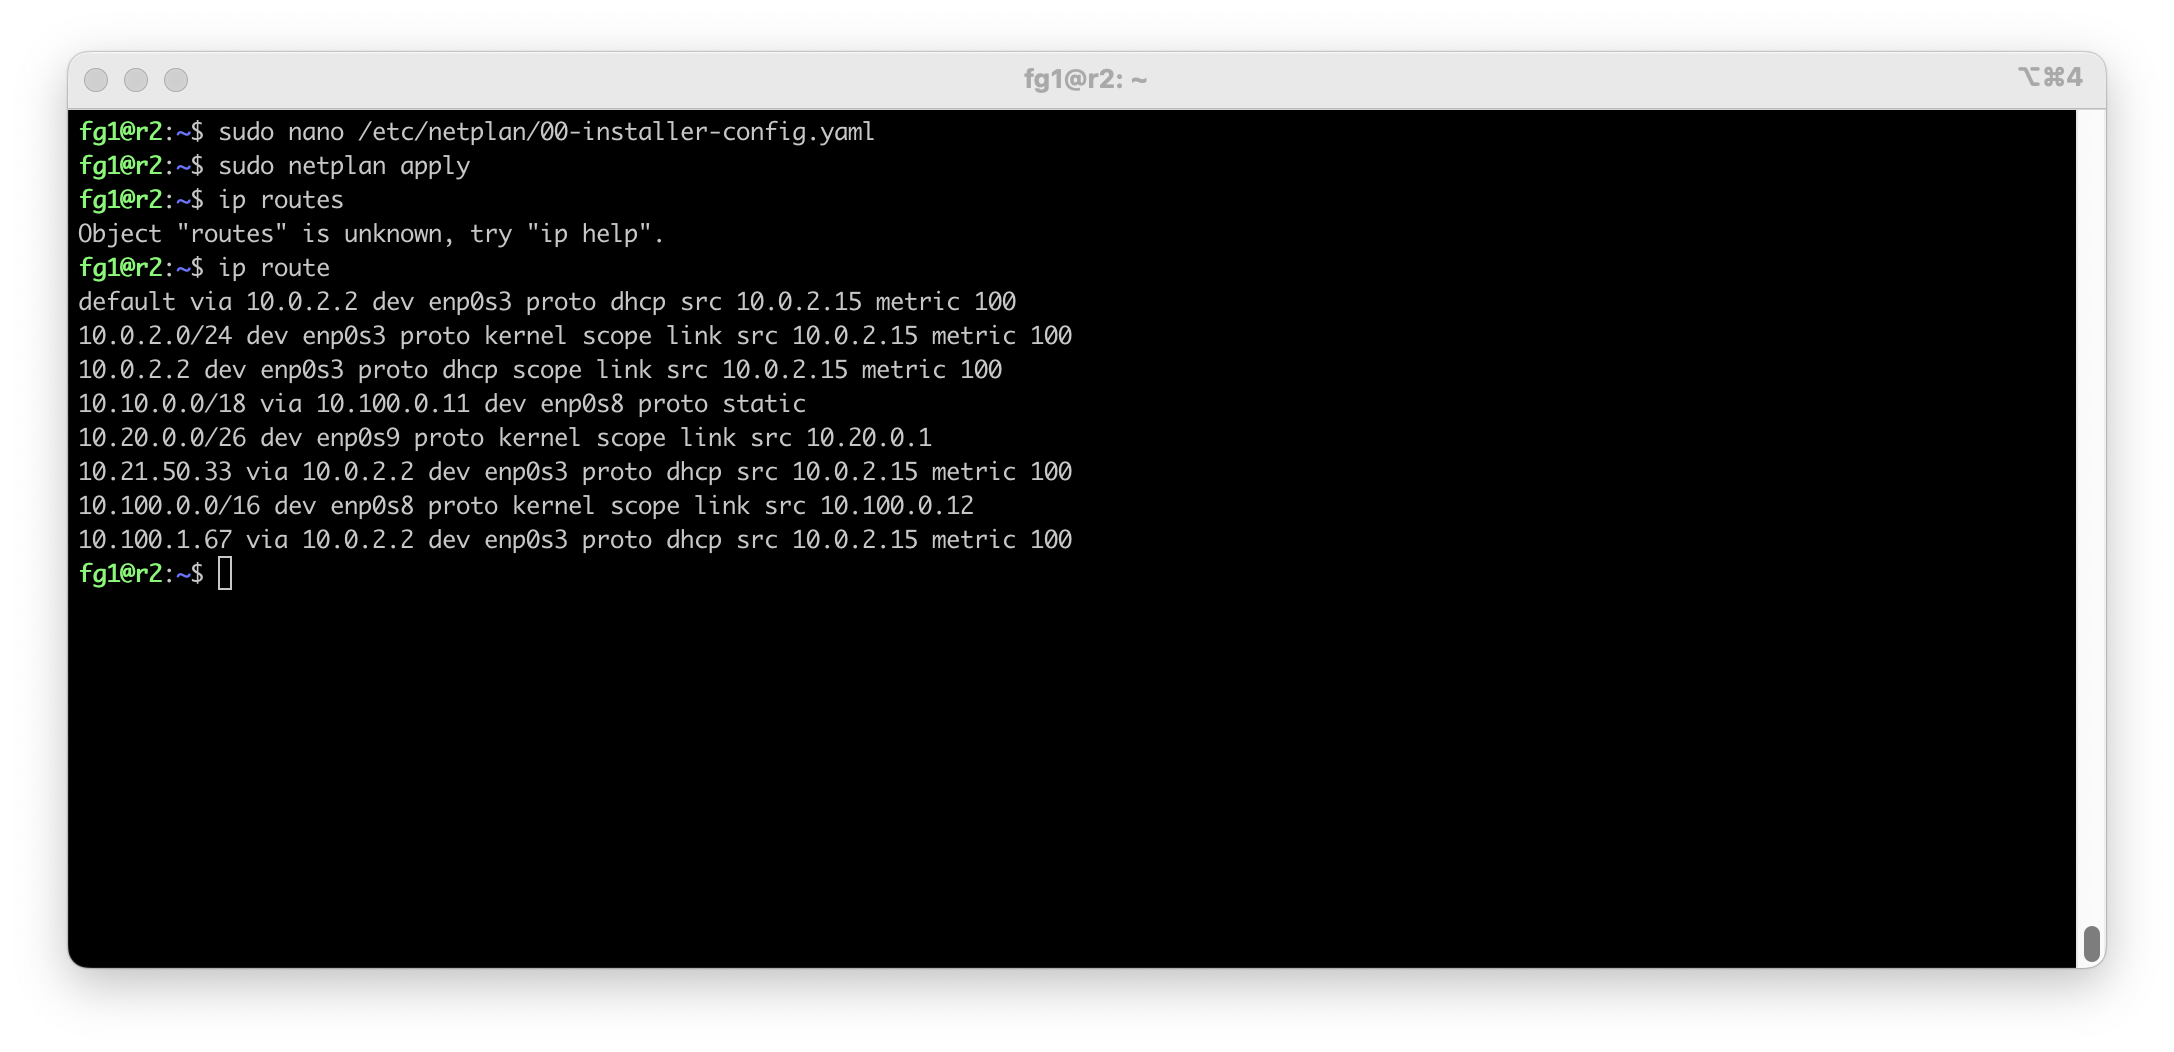 fg1@r2: ~
⌥⌘4
fg1@r2:~$ sudo nano /etc/netplan/00-installer-config.yaml
fg1@r2:~$ sudo netplan apply
fg1@r2:~$ ip routes
Object "routes" is unknown, try "ip help".
fg1@r2:~$ ip route
default via 10.0.2.2 dev enp0s3 proto dhcp src 10.0.2.15 metric 100
10.0.2.0/24 dev enp0s3 proto kernel scope link src 10.0.2.15 metric 100
10.0.2.2 dev enp0s3 proto dhcp scope link src 10.0.2.15 metric 100
10.10.0.0/18 via 10.100.0.11 dev enp0s8 proto static
10.20.0.0/26 dev enp0s9 proto kernel scope link src 10.20.0.1
10.21.50.33 via 10.0.2.2 dev enp0s3 proto dhcp src 10.0.2.15 metric 100
10.100.0.0/16 dev enp0s8 proto kernel scope link src 10.100.0.12
10.100.1.67 via 10.0.2.2 dev enp0s3 proto dhcp src 10.0.2.15 metric 100
fg1@r2:~$